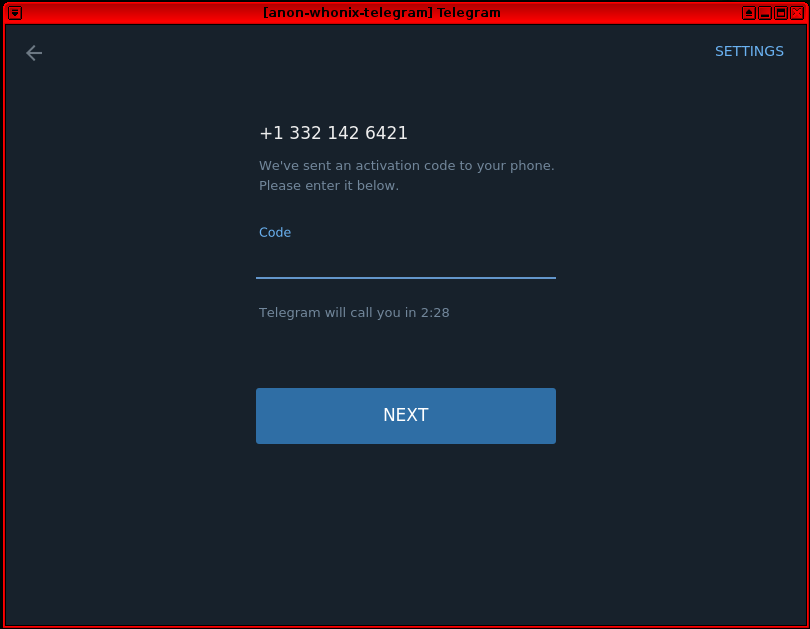 [anon-whonix-telegram] Telegram
SETTINGS
+1 332 142 6421
We've sent an activation code to your phone.
Please enter it below.
Code
Telegram will call you in 2:28
NEXT